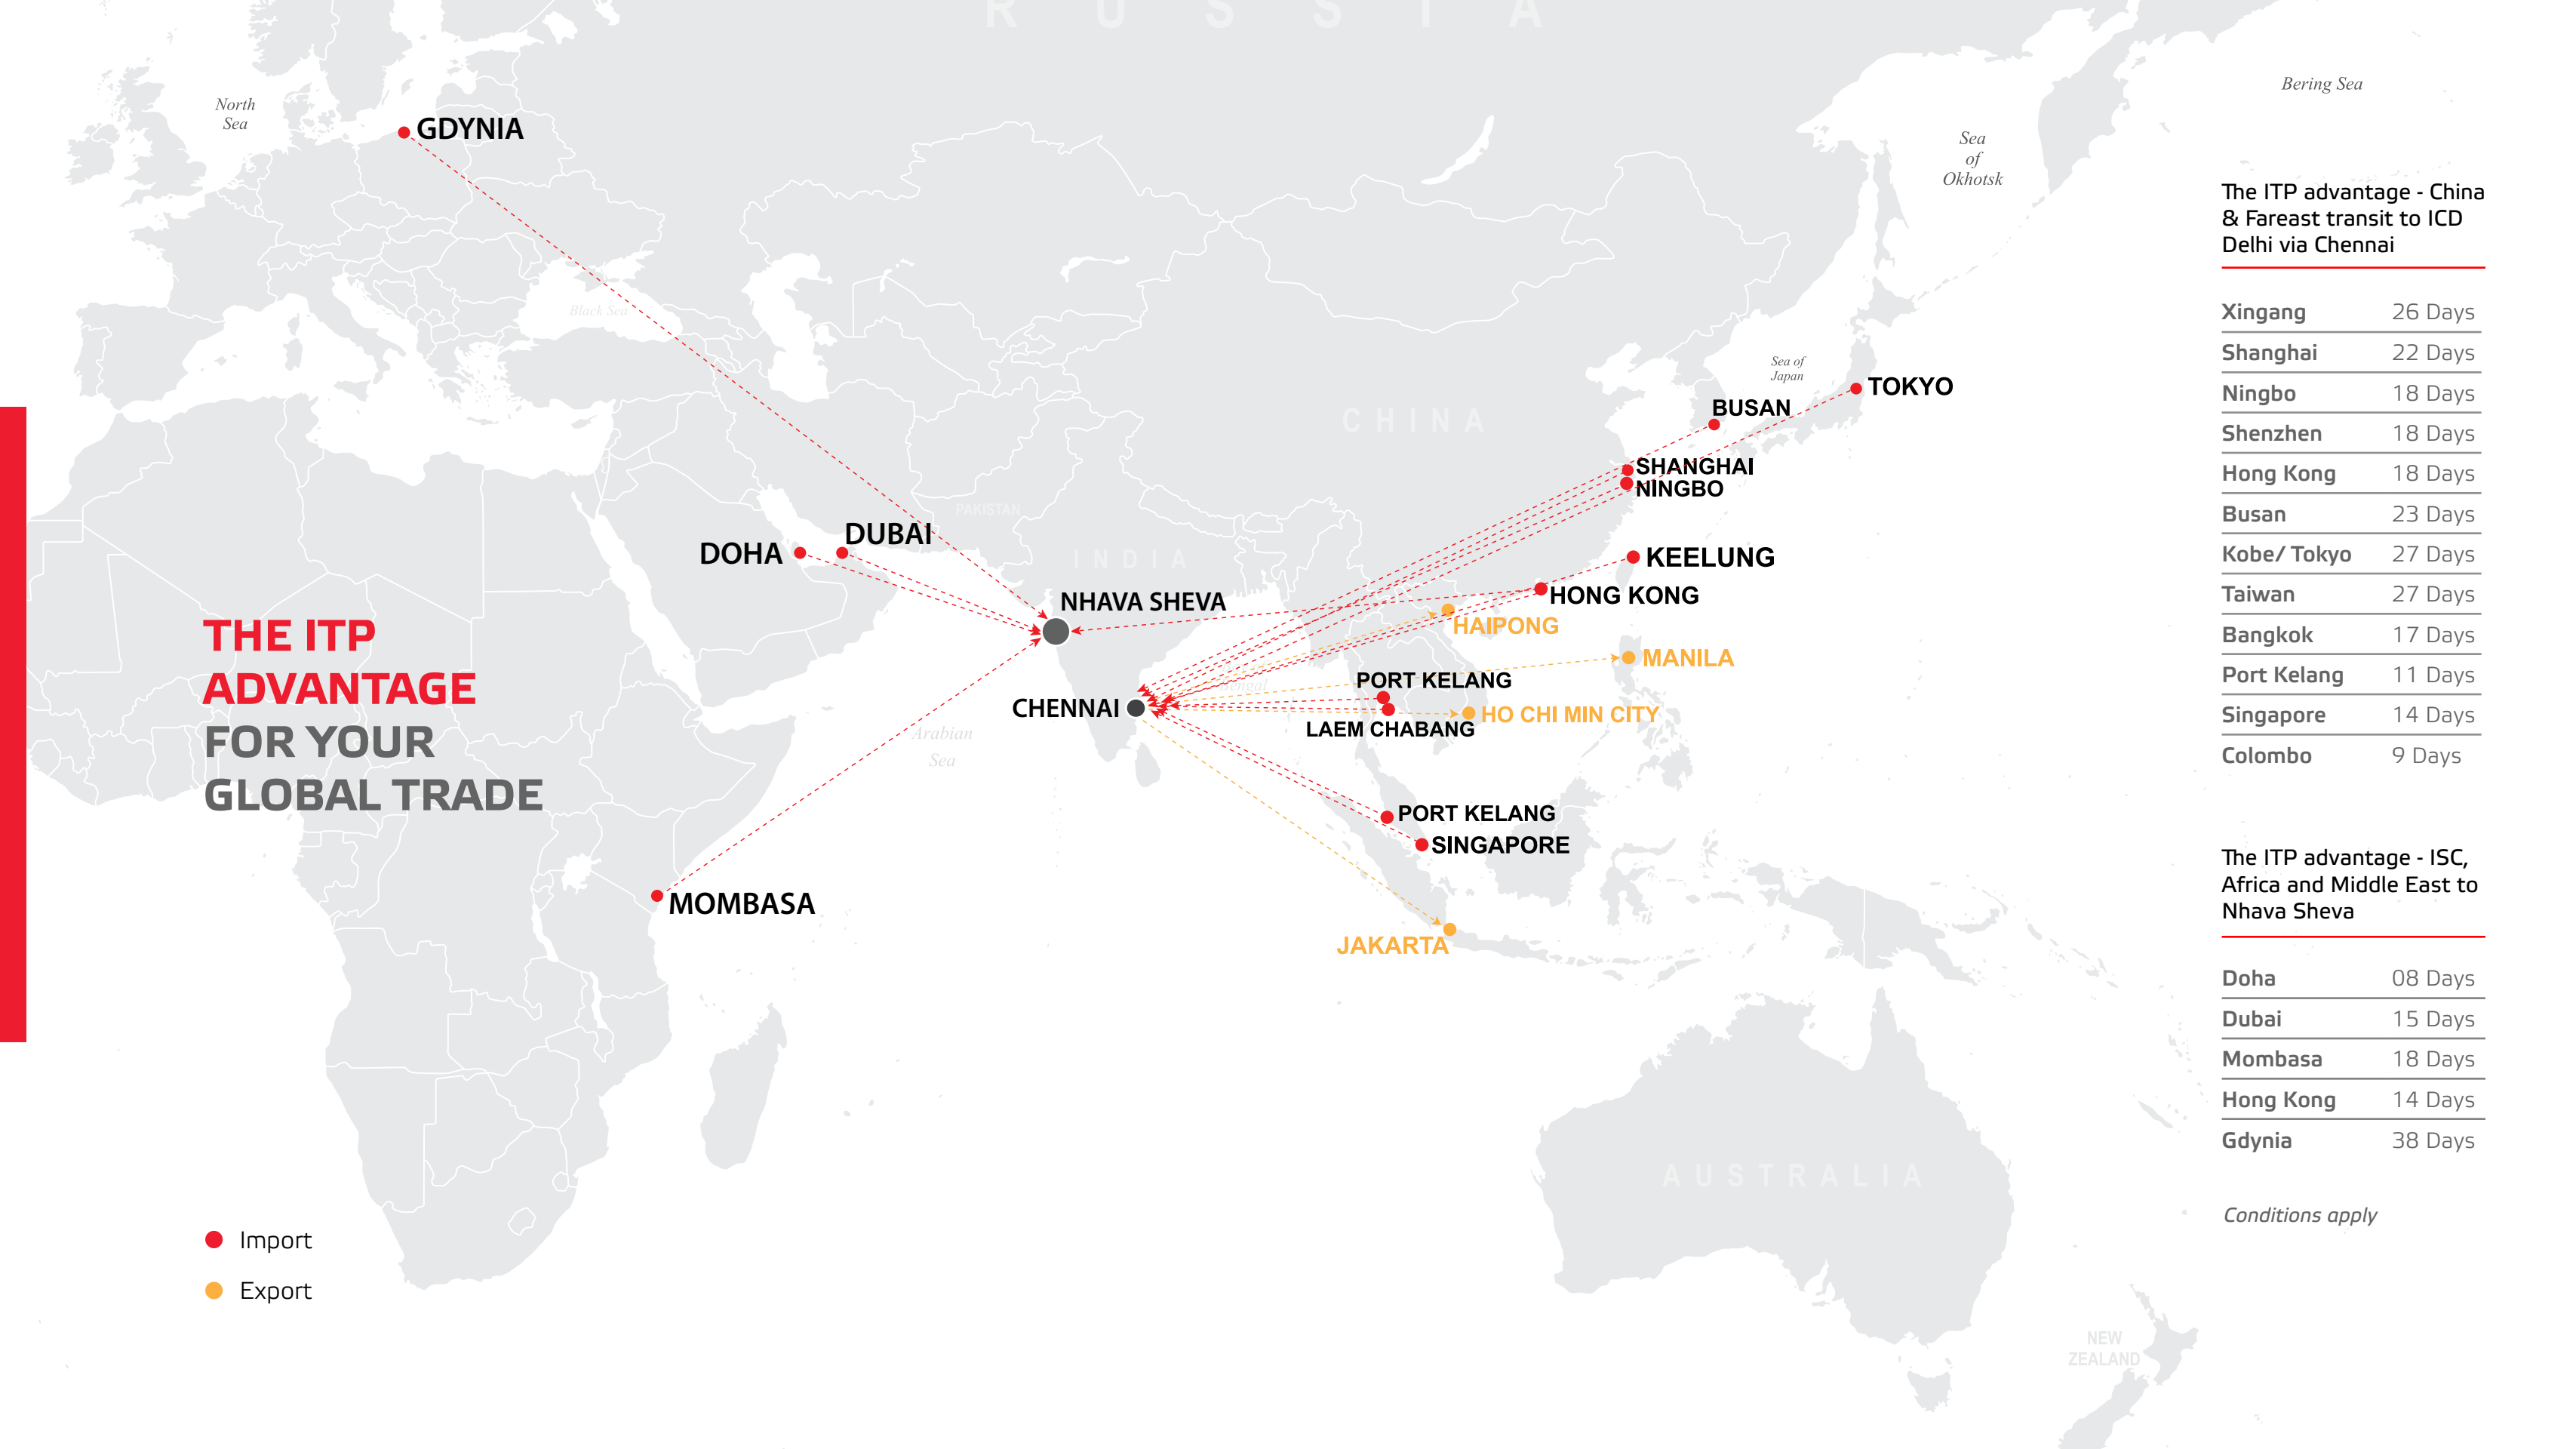 R U S S I A
Bering Sea
North
Sea
GDYNIA
Sea
of
Okhotsk
Black Sea
Sea of
Japan
TOKYO
BUSAN
CHINA
SHANGHAI
NINGBO
PAKISTAN
DUBAI
DOHA
INDIA
KEELUNG
NHAVA SHEVA
HONG KONG
HAIPONG
MANILA
PORT KELANG
Bengal
CHENNAI
HO CHI MIN CITY
LAEM CHABANG
Arabian
Sea
PORT KELANG
SINGAPORE
MOMBASA
JAKARTA
AUSTRALIA
NEW
ZEALAND
THE ITP
ADVANTAGE
FOR YOUR
GLOBAL TRADE
Import
Export
The ITP advantage - China
& Fareast transit to ICD
Delhi via Chennai
Xingang 26 Days
Shanghai 22 Days
Ningbo 18 Days
Shenzhen 18 Days
Hong Kong 18 Days
Busan 23 Days
Kobe/ Tokyo 27 Days
Taiwan 27 Days
Bangkok 17 Days
Port Kelang 11 Days
Singapore 14 Days
Colombo 9 Days
The ITP advantage - ISC,
Africa and Middle East to
Nhava Sheva
Doha 08 Days
Dubai 15 Days
Mombasa 18 Days
Hong Kong 14 Days
Gdynia 38 Days
Conditions apply